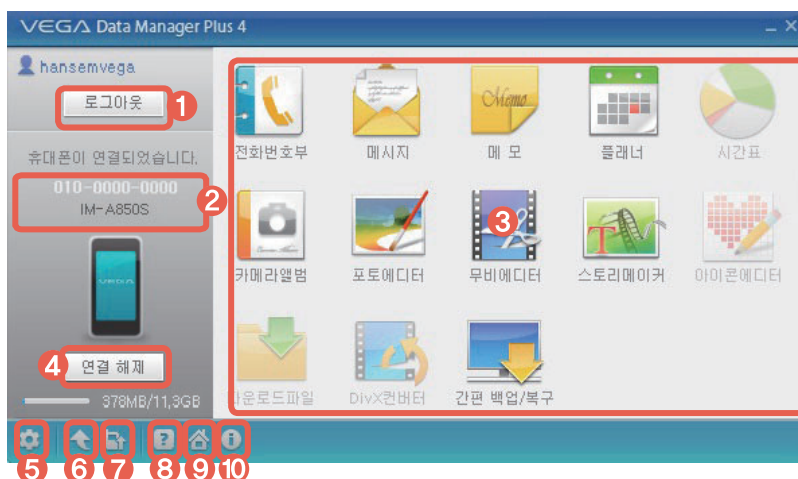 VEGA Data Manager Plus 4
hansemvega
로그아웃
1
휴대폰이 연결되었습니다.
010-0000-0000
IM-A850S
2
VEGA
4
연결 해제
378MB/11,3GB
전화번호부
메시지
Memo
메 모
플래너
시간표
카메라앨범
포토에디터
3
무비에디터
T
스토리메이커
아이콘에디터
다운로드파일
DivX컨버터
간편 백업/복구
5
6
7
8
9
10